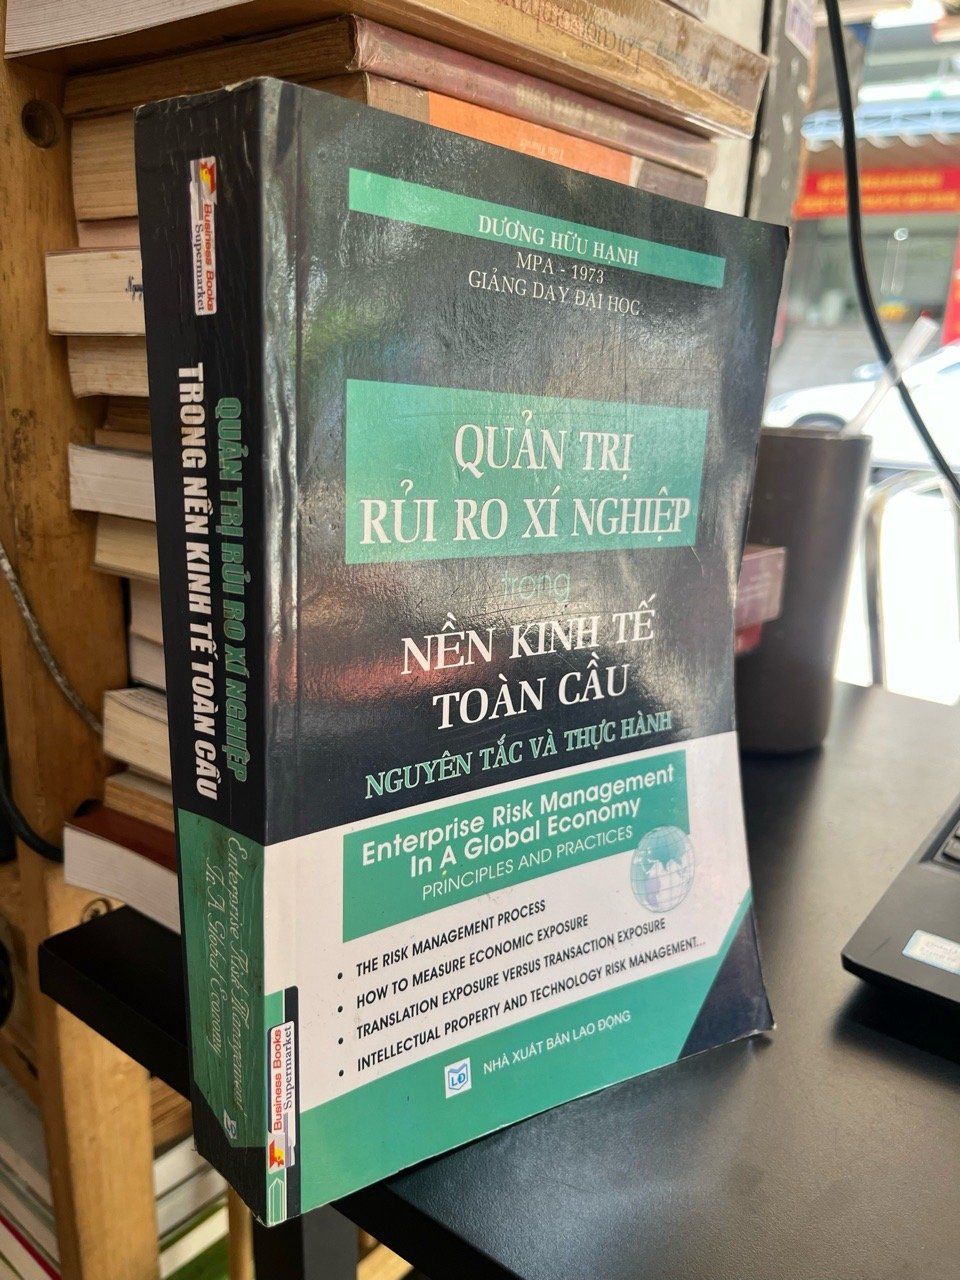 DƯƠNG HỮU HẠNH
MPA - 1973
GIẢNG DẠY ĐẠI HỌC
QUẢN TRỊ
RỦI RO XÍ NGHIỆP
trong
NỀN KINH TẾ
TOÀN CẦU
NGUYÊN TẮC VÀ THỰC HÀNH
Enterprise Risk Management
In A Global Economy
PRINCIPLES AND PRACTICES
• THE RISK MANAGEMENT PROCESS
• HOW TO MEASURE ECONOMIC EXPOSURE
• TRANSLATION EXPOSURE VERSUS TRANSACTION EXPOSURE
• INTELLECTUAL PROPERTY AND TECHNOLOGY RISK MANAGEMENT...
LĐ
NHÀ XUẤT BẢN LAO ĐỘNG
Business Books
Supermarket
QUẢN TRỊ RỦI RO XÍ NGHIỆP
TRONG NỀN KINH TẾ TOÀN CẦU
Enterprise Risk Management
In A Global Economy
Business Books
Supermarket